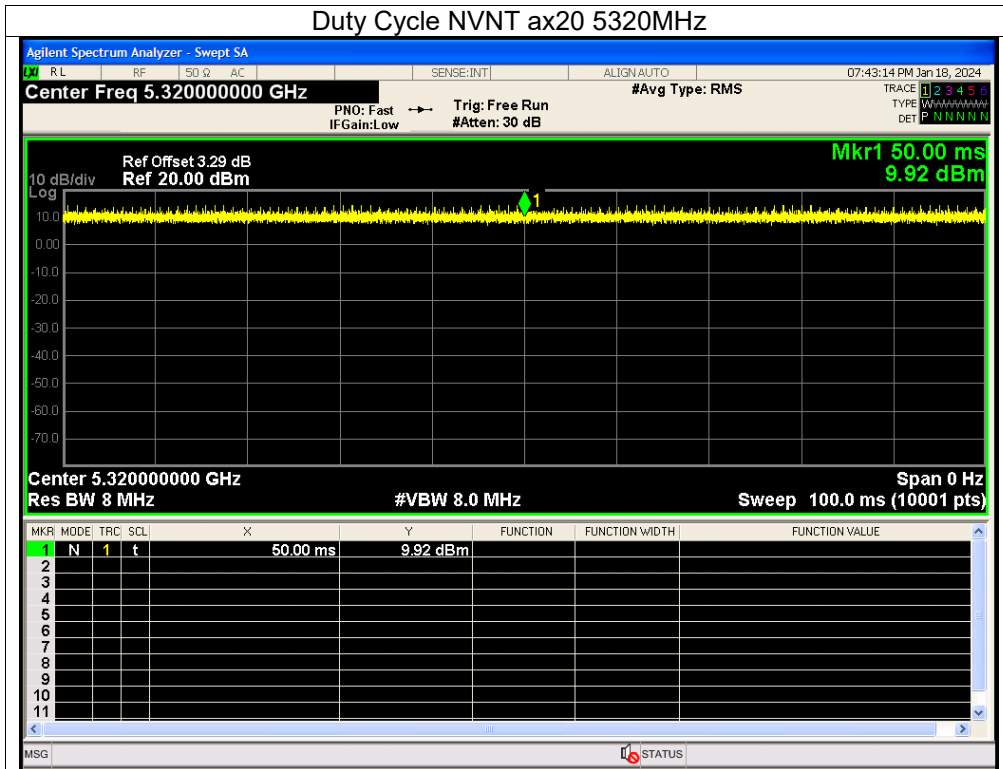 Duty Cycle NVNT ax20 5320MHz
Agilent Spectrum Analyzer - Swept SA
LXI RL RF 50 Ω AC SENSE:INT ALIGN AUTO 07:43:14 PM Jan 18, 2024
Center Freq 5.320000000 GHz #Avg Type: RMS TRACE 1 2 3 4 5 6
PNO: Fast Trig: Free Run TYPE WWWWWW
IFGain:Low #Atten: 30 dB DET P N N N N N
Mkr1 50.00 ms
Ref Offset 3.29 dB
10 dB/div Ref 20.00 dBm 9.92 dBm
Log
1
10.0
0.00
-10.0
-20.0
-30.0
-40.0
-50.0
-60.0
-70.0
Center 5.320000000 GHz Span 0 Hz
Res BW 8 MHz #VBW 8.0 MHz Sweep 100.0 ms (10001 pts)
MKR MODE TRC SCL X Y FUNCTION FUNCTION WIDTH FUNCTION VALUE
1 N 1 t 50.00 ms 9.92 dBm
2
3
4
5
6
7
8
9
10
11
MSG STATUS